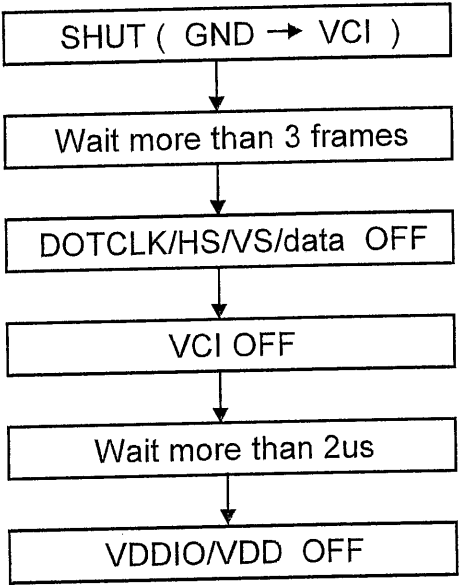 SHUT ( GND → VCI )
Wait more than 3 frames
DOTCLK/HS/VS/data OFF
VCI OFF
Wait more than 2us
VDDIO/VDD OFF